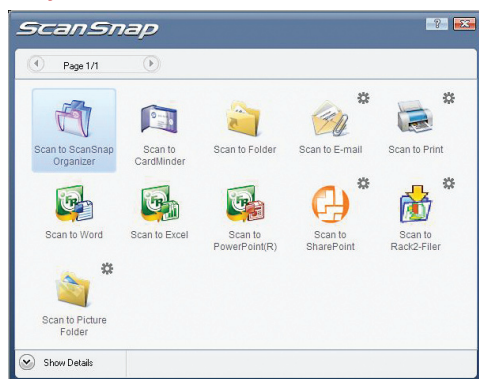 ScanSnap
Page 1/1
Scan to ScanSnap
Organizer
Scan to
CardMinder
Scan to Folder
Scan to E-mail
Scan to Print
Scan to Word
Scan to Excel
Scan to
PowerPoint(R)
Scan to
SharePoint
Scan to
Rack2-Filer
Scan to Picture
Folder
Show Details